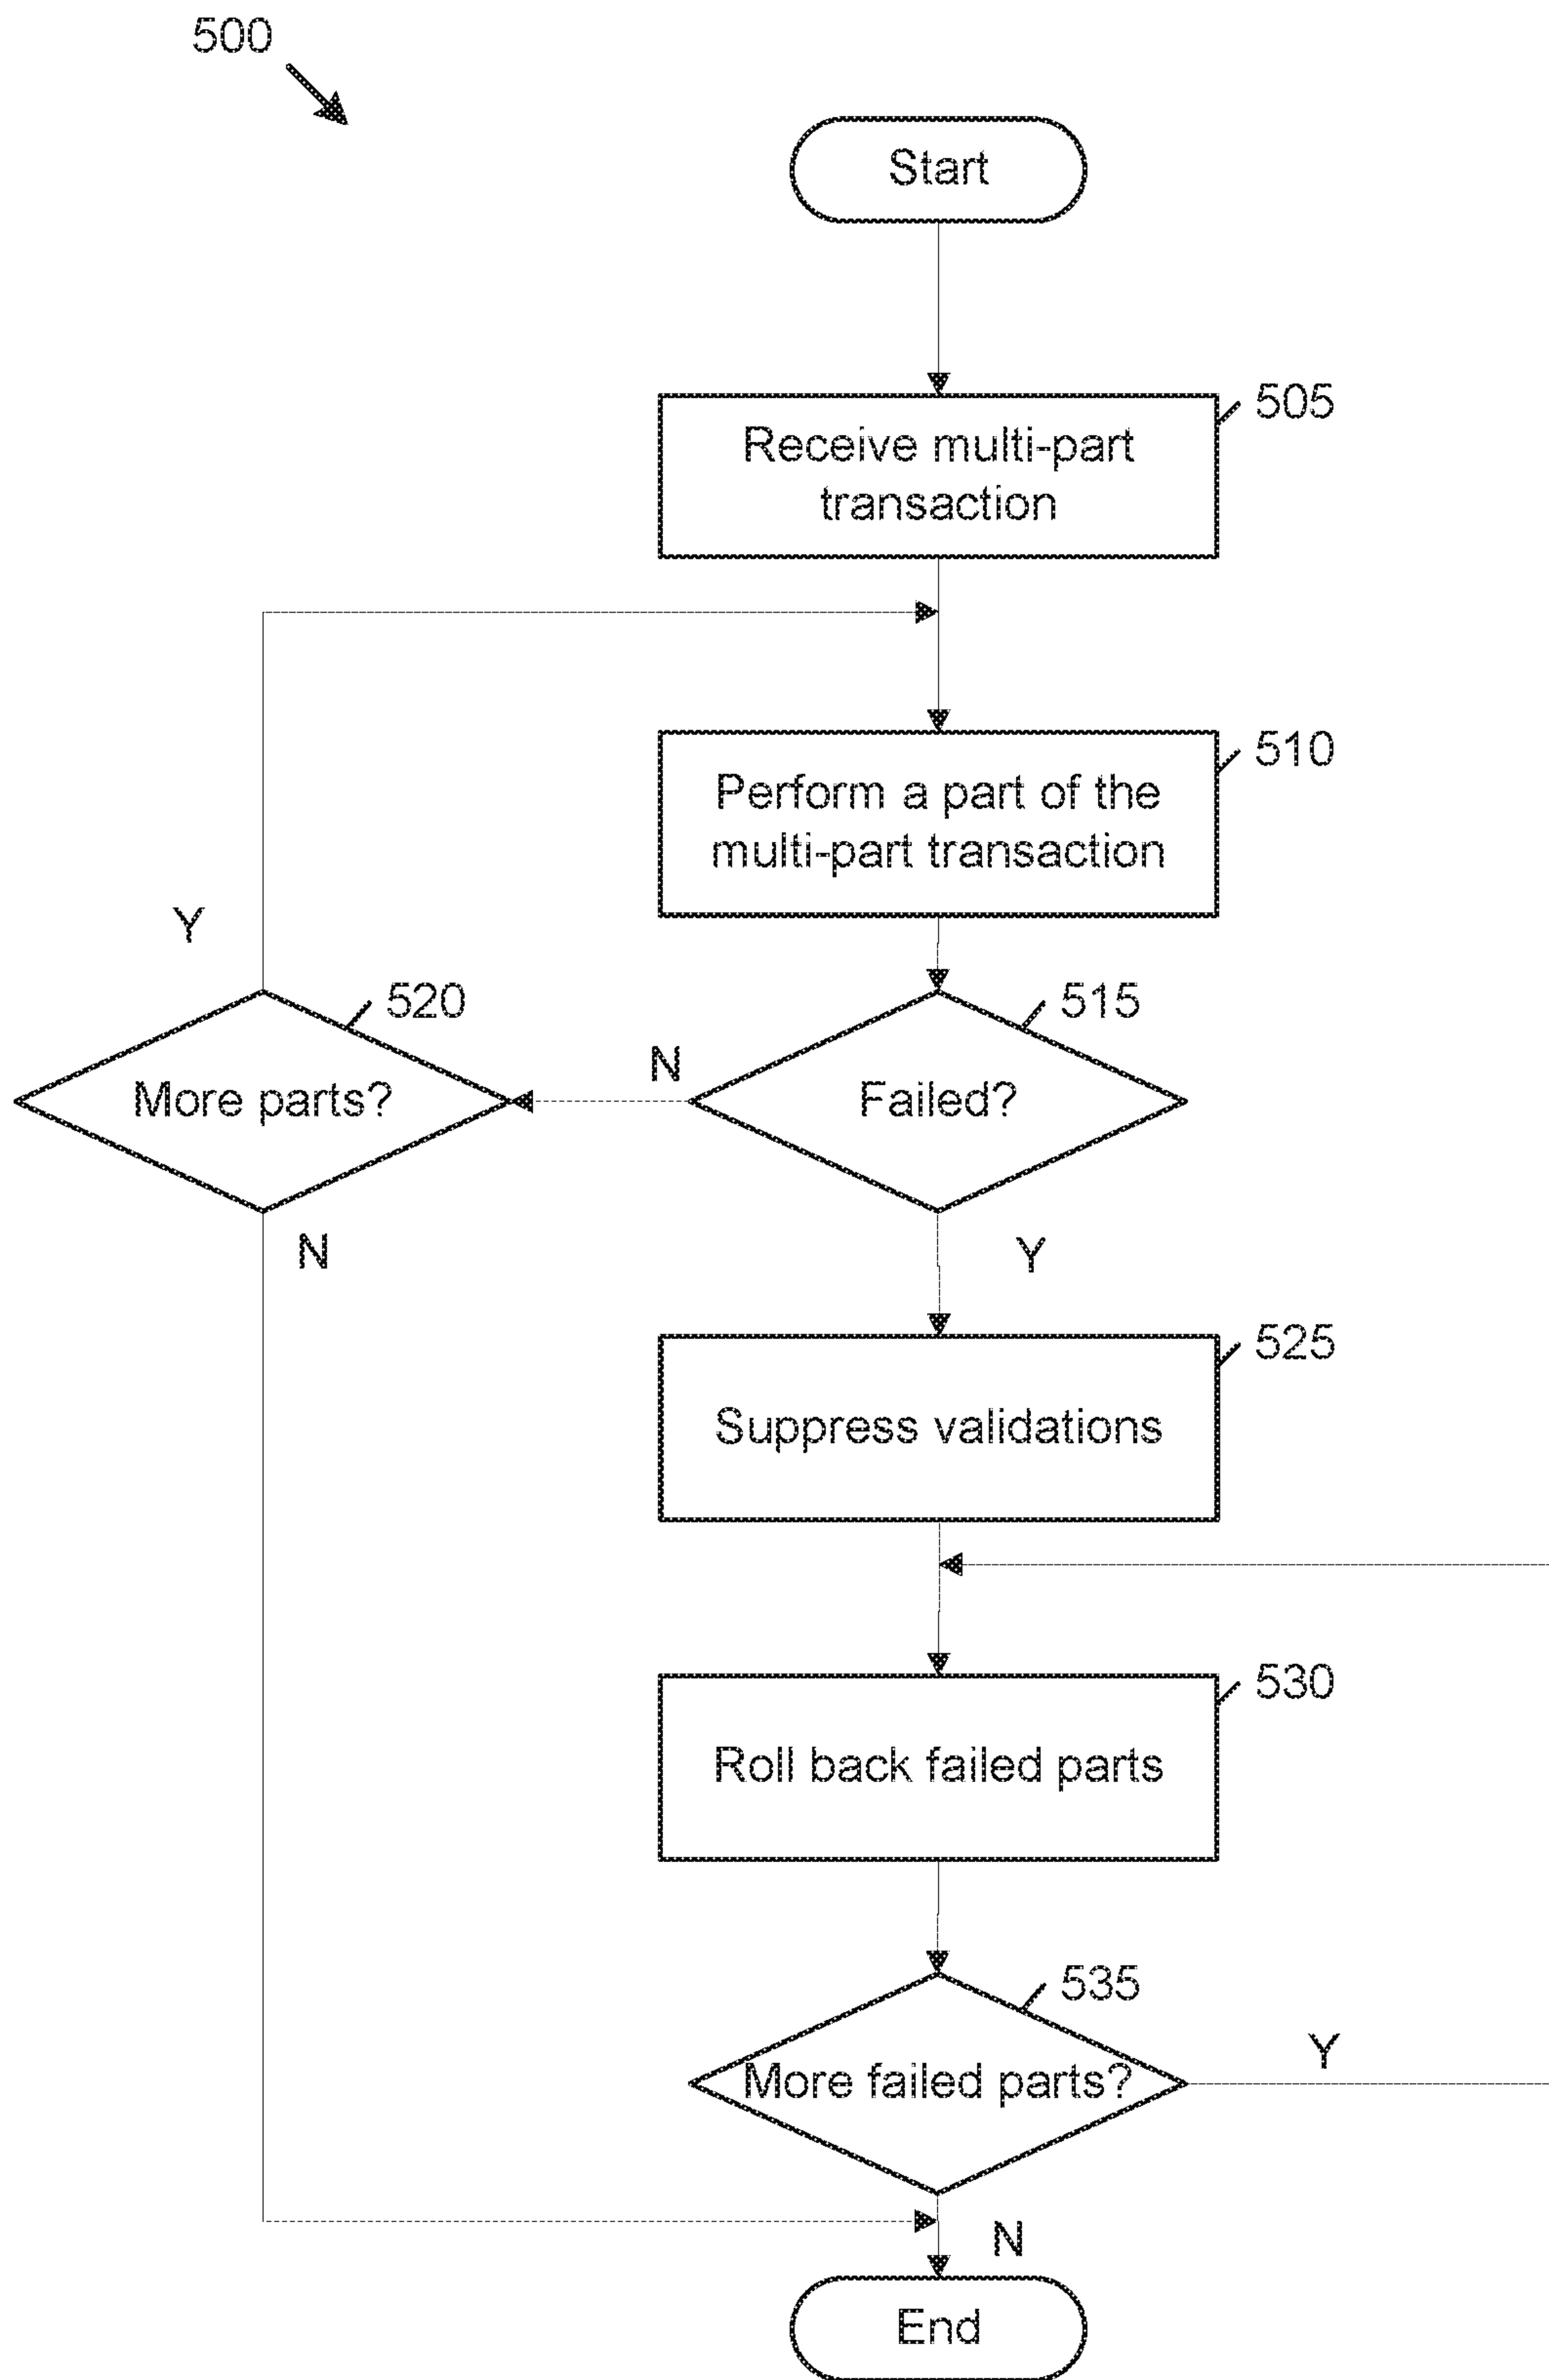 500
Start
505
Receive multi-part
transaction
510
Perform a part of the
multi-part transaction
Y
520
515
More parts?
N
Failed?
N
Y
525
Suppress validations
530
Roll back failed parts
535
More failed parts?
Y
N
End